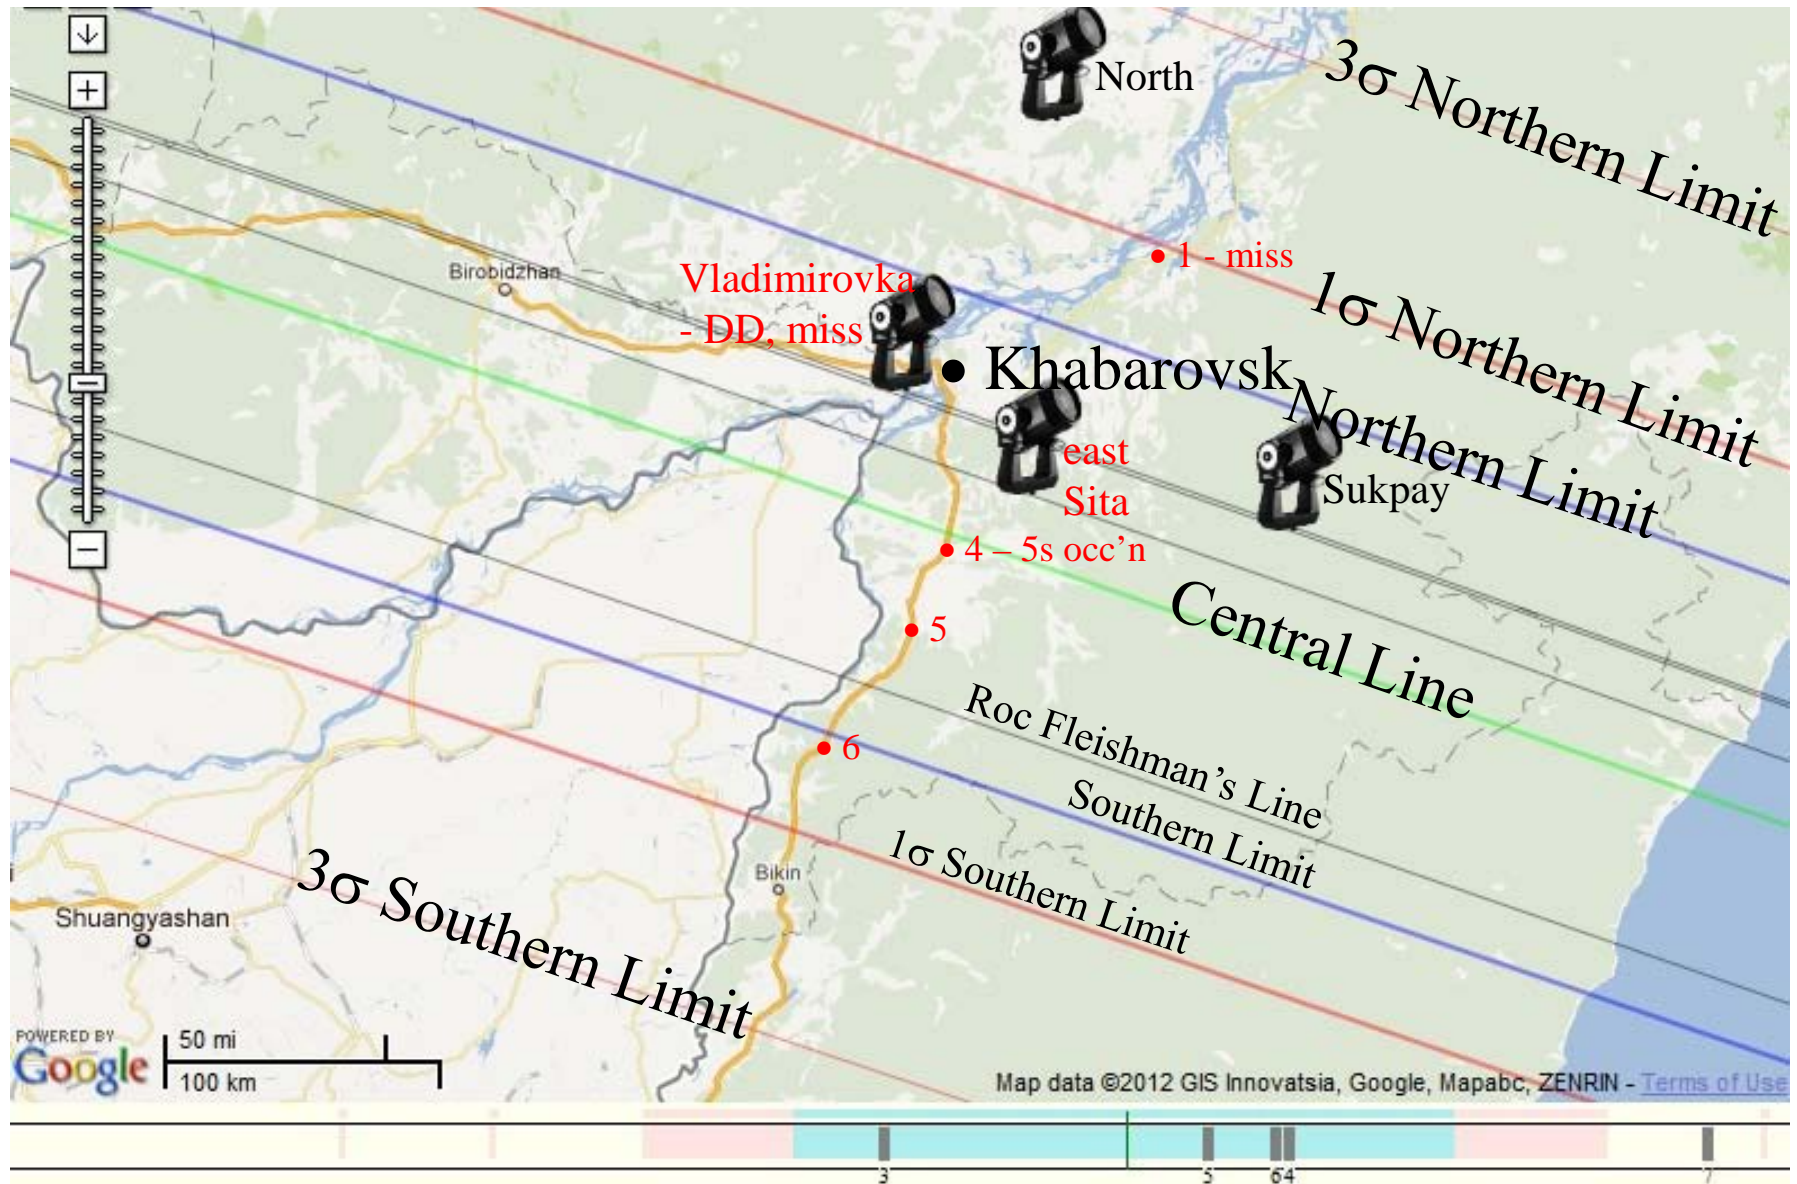 North
3σ Northern Limit
Vladimirovka
- DD, miss
1 - miss
Birobidzhan
1σ Northern Limit
Khabarovsk
Northern Limit
east
Sita
Sukpay
4 – 5s occ’n
Central Line
5
Roc Fleishman’s Line
6
Southern Limit
1σ Southern Limit
Bikin
3σ Southern Limit
Shuangyashan
POWERED BY
Google
50 mi
100 km
Map data ©2012 GIS Innovatsia, Google, Mapabc, ZENRIN - Terms of Use
3
5
6
4
7